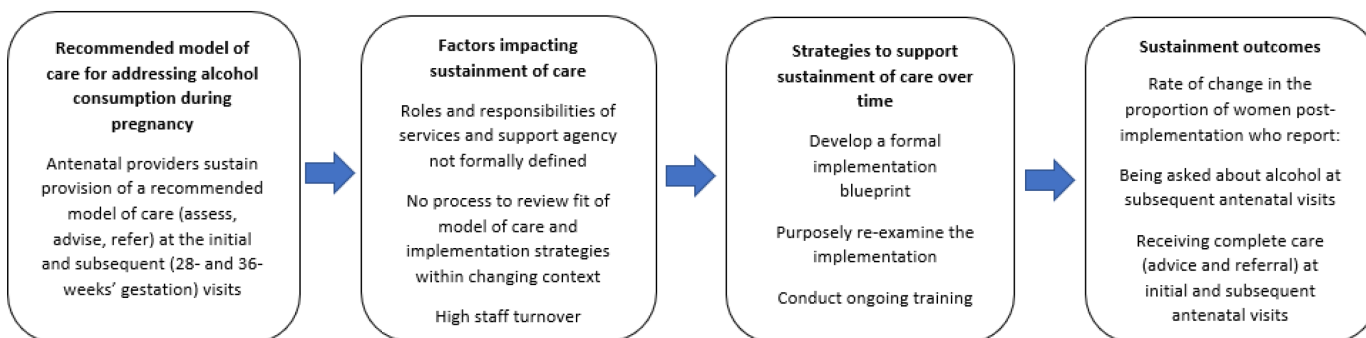 Recommended model of
care for addressing alcohol
consumption during
pregnancy
Antenatal providers sustain
provision of a recommended
model of care (assess,
advise, refer) at the initial
and subsequent (28- and 36-
weeks’ gestation) visits
Factors impacting
sustainment of care
Roles and responsibilities of
services and support agency
not formally defined
No process to review fit of
model of care and
implementation strategies
within changing context
High staff turnover
Strategies to support
sustainment of care over
time
Develop a formal
implementation
blueprint
Purposely re-examine the
implementation
Conduct ongoing training
Sustainment outcomes
Rate of change in the
proportion of women post-
implementation who report:
Being asked about alcohol at
subsequent antenatal visits
Receiving complete care
(advice and referral) at
initial and subsequent
antenatal visits